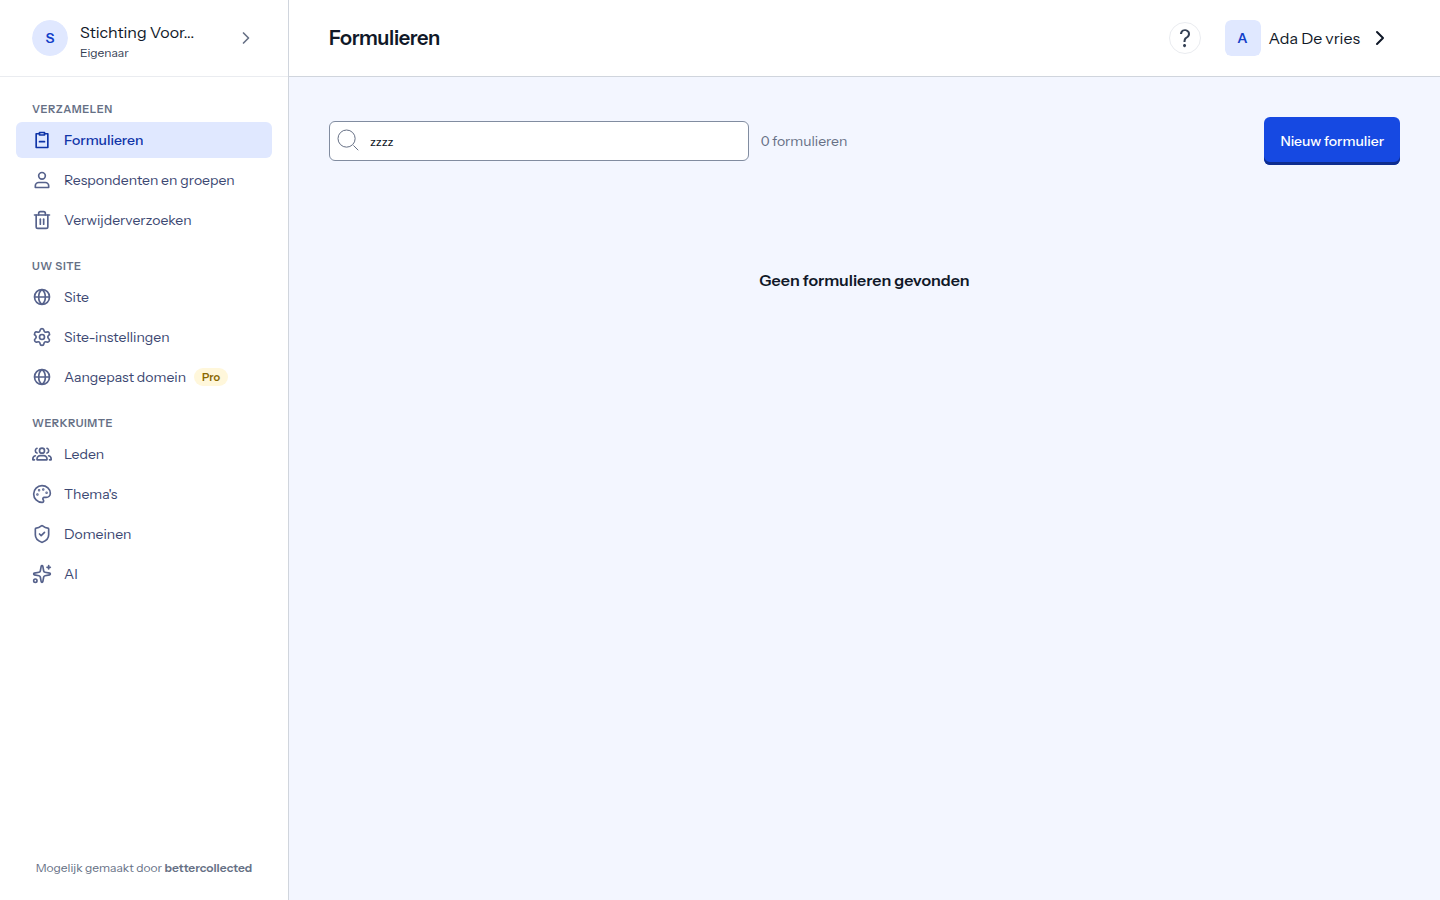 S
Stichting Voor...
Eigenaar
VERZAMELEN
Formulieren
Respondenten en groepen
Verwijderverzoeken
UW SITE
Site
Site-instellingen
Aangepast domein Pro
WERKRUIMTE
Leden
Thema's
Domeinen
AI
Mogelijk gemaakt door bettercollected
Formulieren
?
A
Ada De vries
zzzz
0 formulieren
Nieuw formulier
Geen formulieren gevonden